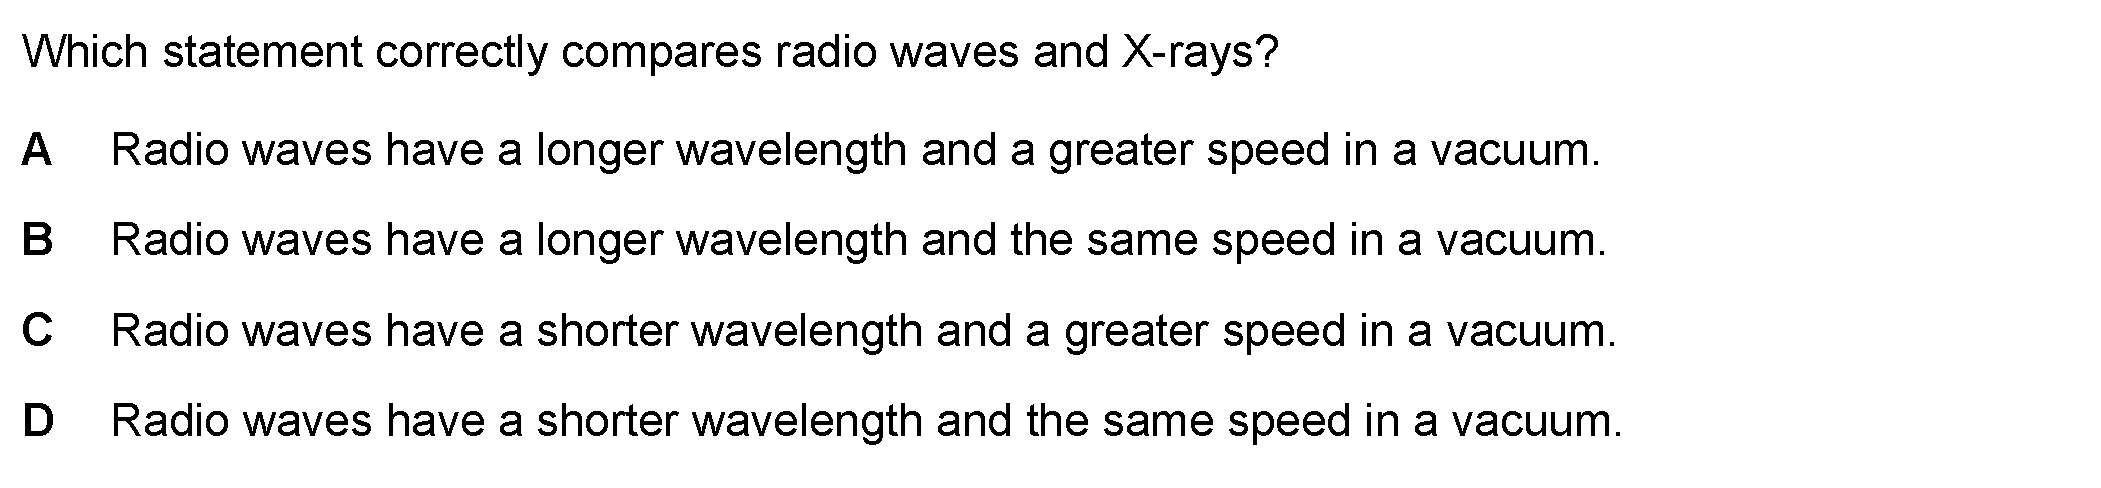 Which statement correctly compares radio waves and X-rays?
A Radio waves have a longer wavelength and a greater speed in a vacuum.
B Radio waves have a longer wavelength and the same speed in a vacuum.
C Radio waves have a shorter wavelength and a greater speed in a vacuum.
D Radio waves have a shorter wavelength and the same speed in a vacuum.